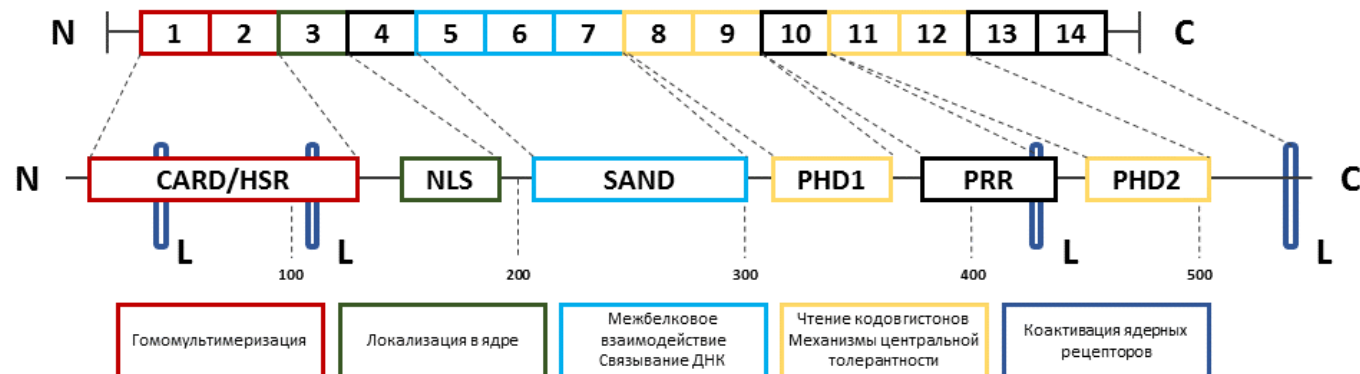 N 1 2 3 4 5 6 7 8 9 10 11 12 13 14 C
N CARD/HSR NLS SAND PHD1 PRR PHD2 C
L L L L
100 200 300 400 500
Гомомультимеризация
Локализация в ядре
Межбелковое
взаимодействие
Связывание ДНК
Чтение кодов гистонов
Механизмы центральной
толерантности
Коактивация ядерных
рецепторов